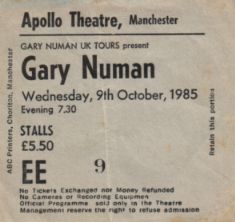 Apollo Theatre, Manchester
GARY NUMAN UK TOURS present
Gary Numan
Wednesday, 9th October, 1985
Evening 7.30
STALLS
£5.50
EE 9
No Tickets Exchanged nor Money Refunded
No Cameras or Recording Equipment
Official Programme sold only in the Theatre
Management reserve the right to refuse admission
ABC Printers, Chorlton, Manchester
Retain this portion